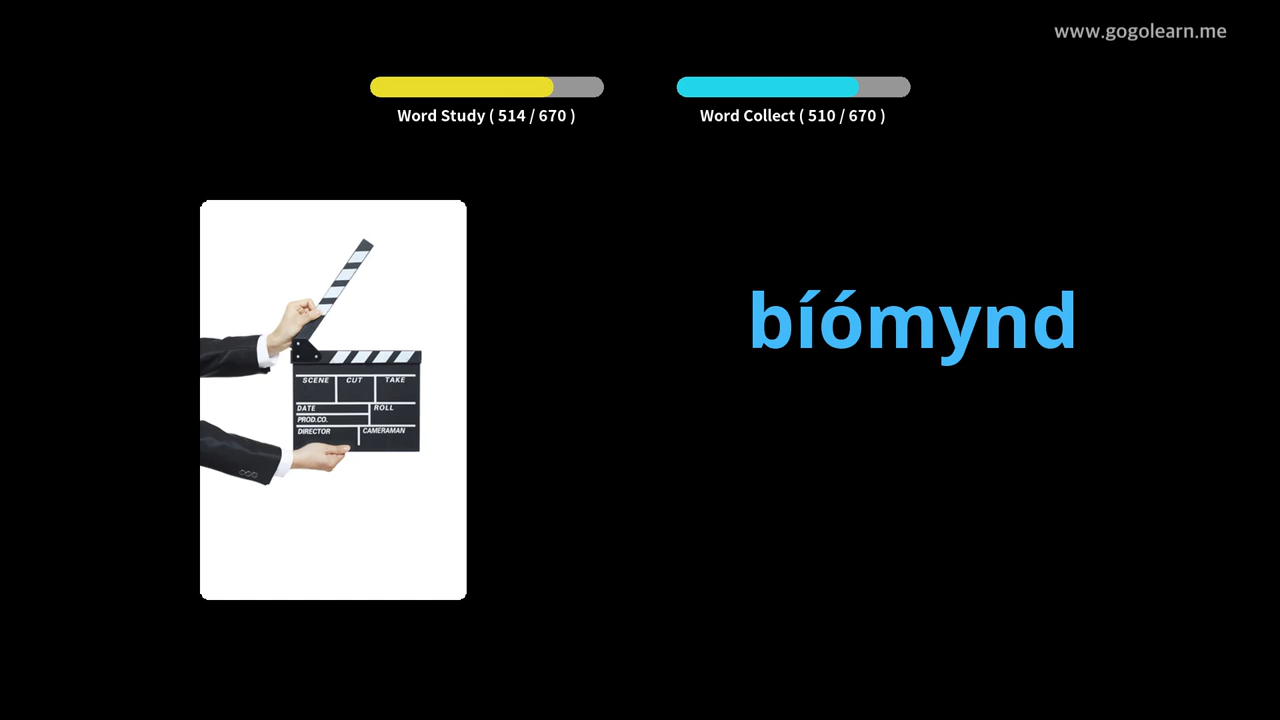 www.gogolearn.me
Word Study ( 514 / 670 )
Word Collect ( 510 / 670 )
bíómynd
SCENE CUT TAKE
DATE ROLL
PROD.CO.
DIRECTOR CAMERAMAN